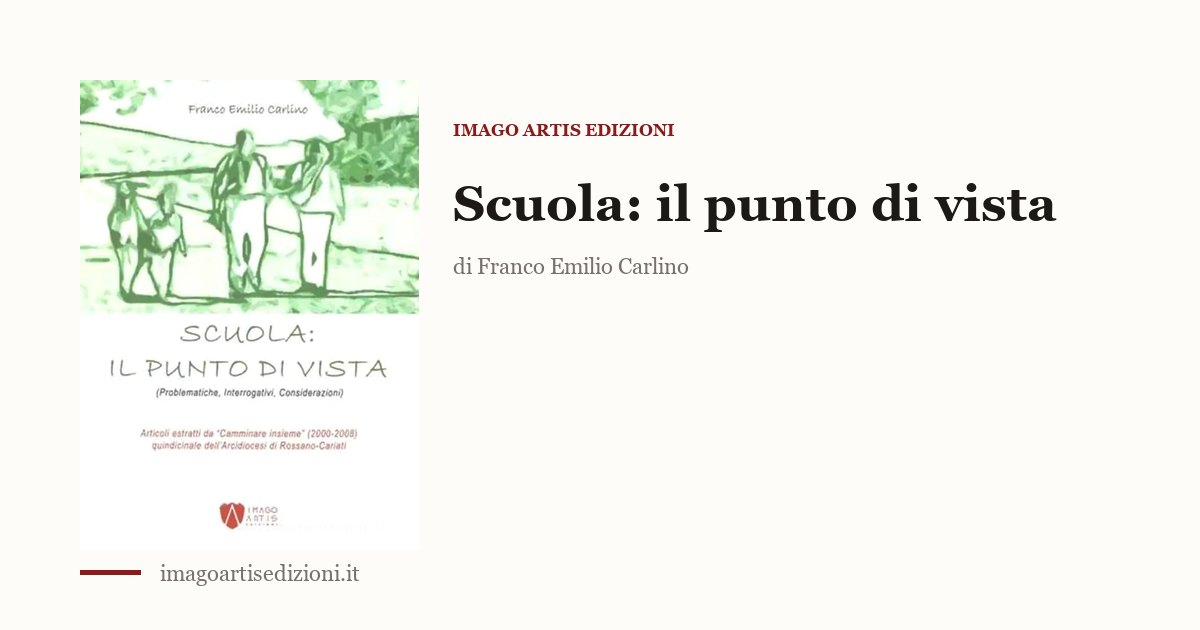 Franco Emilio Carlino
SCUOLA:
IL PUNTO DI VISTA
(Problematiche, Interrogativi, Considerazioni)
Articoli estratti da "Camminare insieme" (2000-2008)
quindicinale dell'Arcidiocesi di Rossano-Cariati
IMAGO
ARTIS
EDIZIONI
IMAGO ARTIS EDIZIONI
Scuola: il punto di vista
di Franco Emilio Carlino
imagoartisedizioni.it